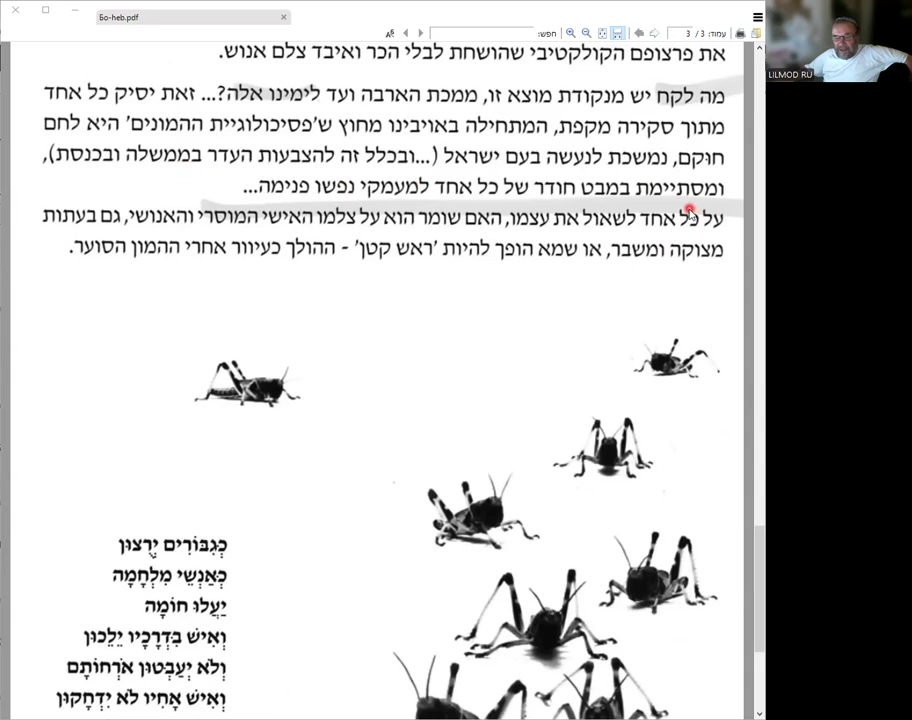 5o-heb.pdf
עמוד: 3 / 3
חפש:
LILMOD RU
את פרצופם הקולקטיבי שהושחת לבלי הכר ואיבד צלם אנוש.
מה לקח יש מנקודת מוצא זו, ממכת הארבה ועד לימינו אלה?... זאת יסיק כל אחד
מתוך סקירה מקפת, המתחילה באויבינו מחוץ ש'פסיכולוגיית ההמונים' היא לחם
חוקם, נמשכת לנעשה בעם ישראל (...ובכלל זה להצבעות העדר בממשלה ובכנסת),
ומסתיימת במבט חודר של כל אחד למעמקי נפשו פנימה...
על כל אחד לשאול את עצמו, האם שומר הוא על צלמו האישי המוסרי והאנושי, גם בעתות
מצוקה ומשבר, או שמא הופך להיות 'ראש קטן' - ההולך כעיוור אחרי ההמון הסוער.
כְּגִבּוֹרִים יְרֻצוּן
כְּאַנְשֵׁי מִלְחָמָה
יַעֲלוּ חוֹמָה
וְאִישׁ בִּדְרָכָיו יֵלֵכוּן
וְלֹא יְעַבְּטוּן אֹרְחוֹתָם
וְאִישׁ אָחִיו לֹא יִדְחָקוּן